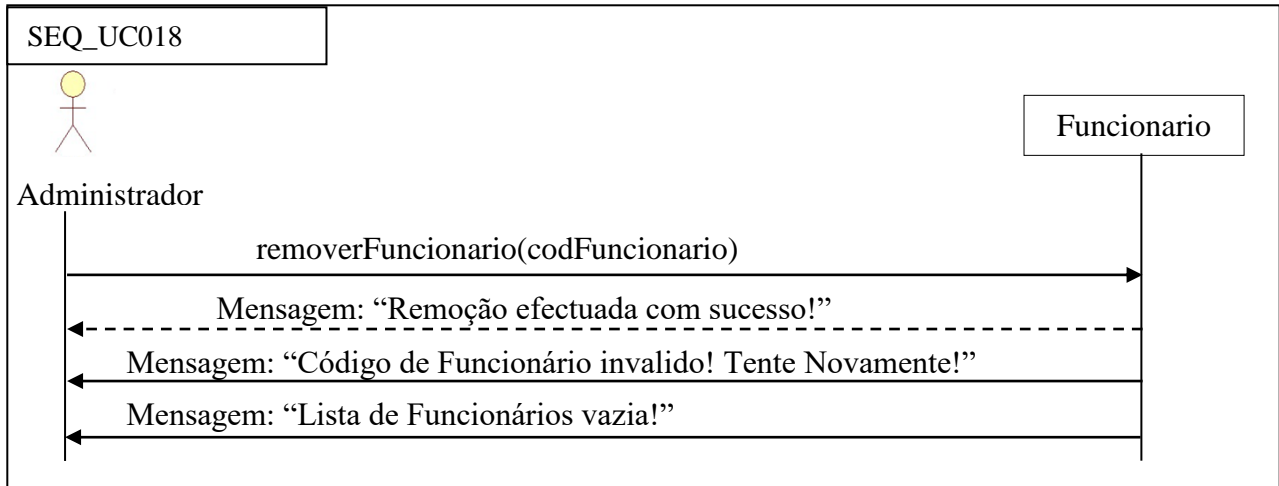 SEQ_UC018
Funcionario
Administrador
removerFuncionario(codFuncionario)
Mensagem: “Remoção efectuada com sucesso!”
Mensagem: “Código de Funcionário invalido! Tente Novamente!”
Mensagem: “Lista de Funcionários vazia!”